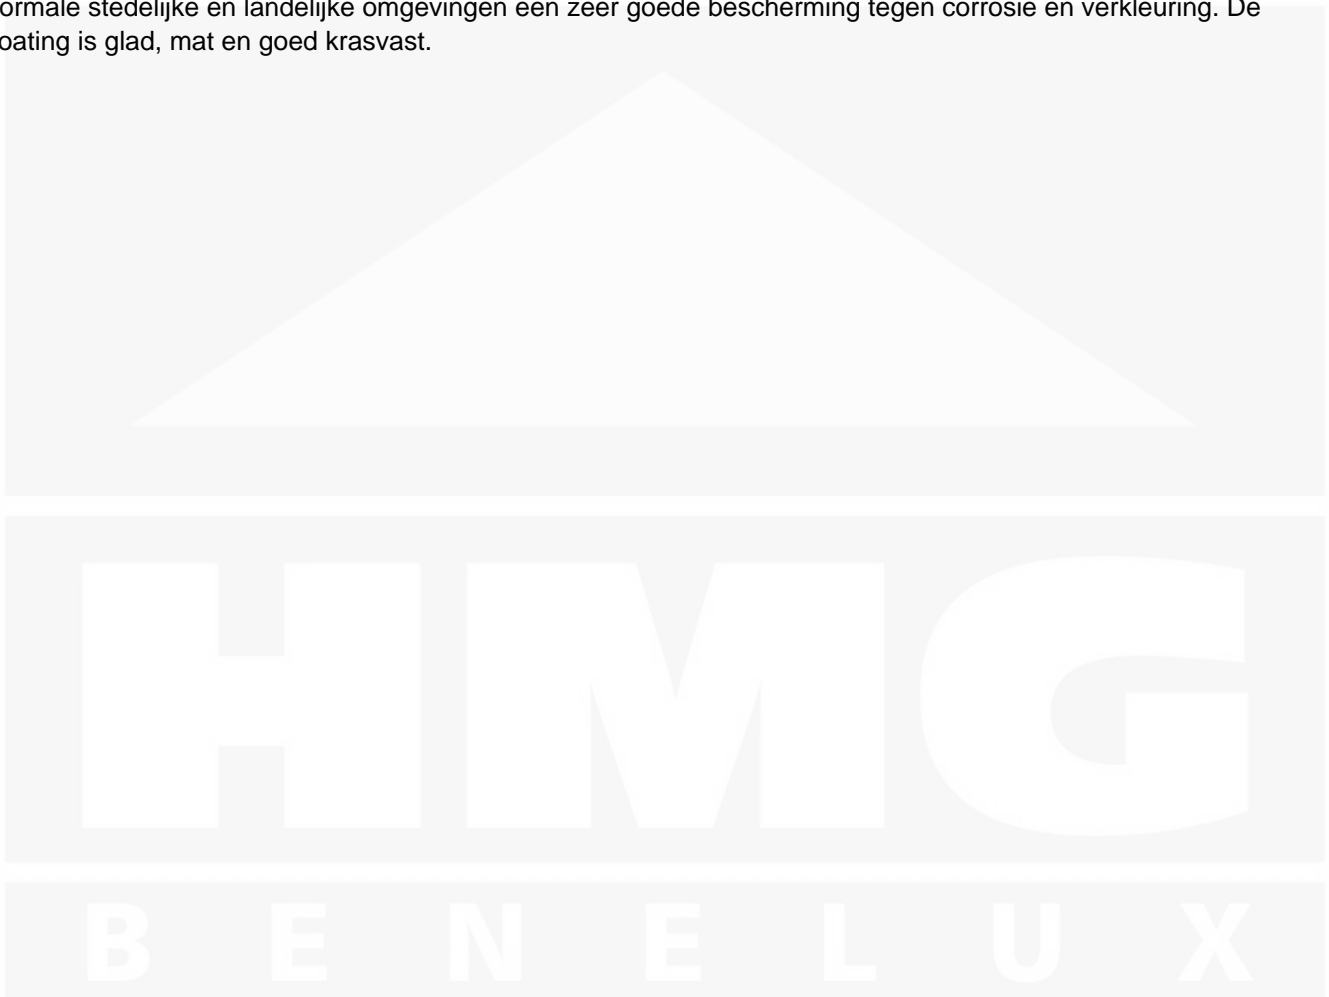 ormale stedelijke en landelijke omgevingen een zeer goede bescherming tegen corrosie en verkleuring. De
oating is glad, mat en goed krasvast.
HMG
BENELUX